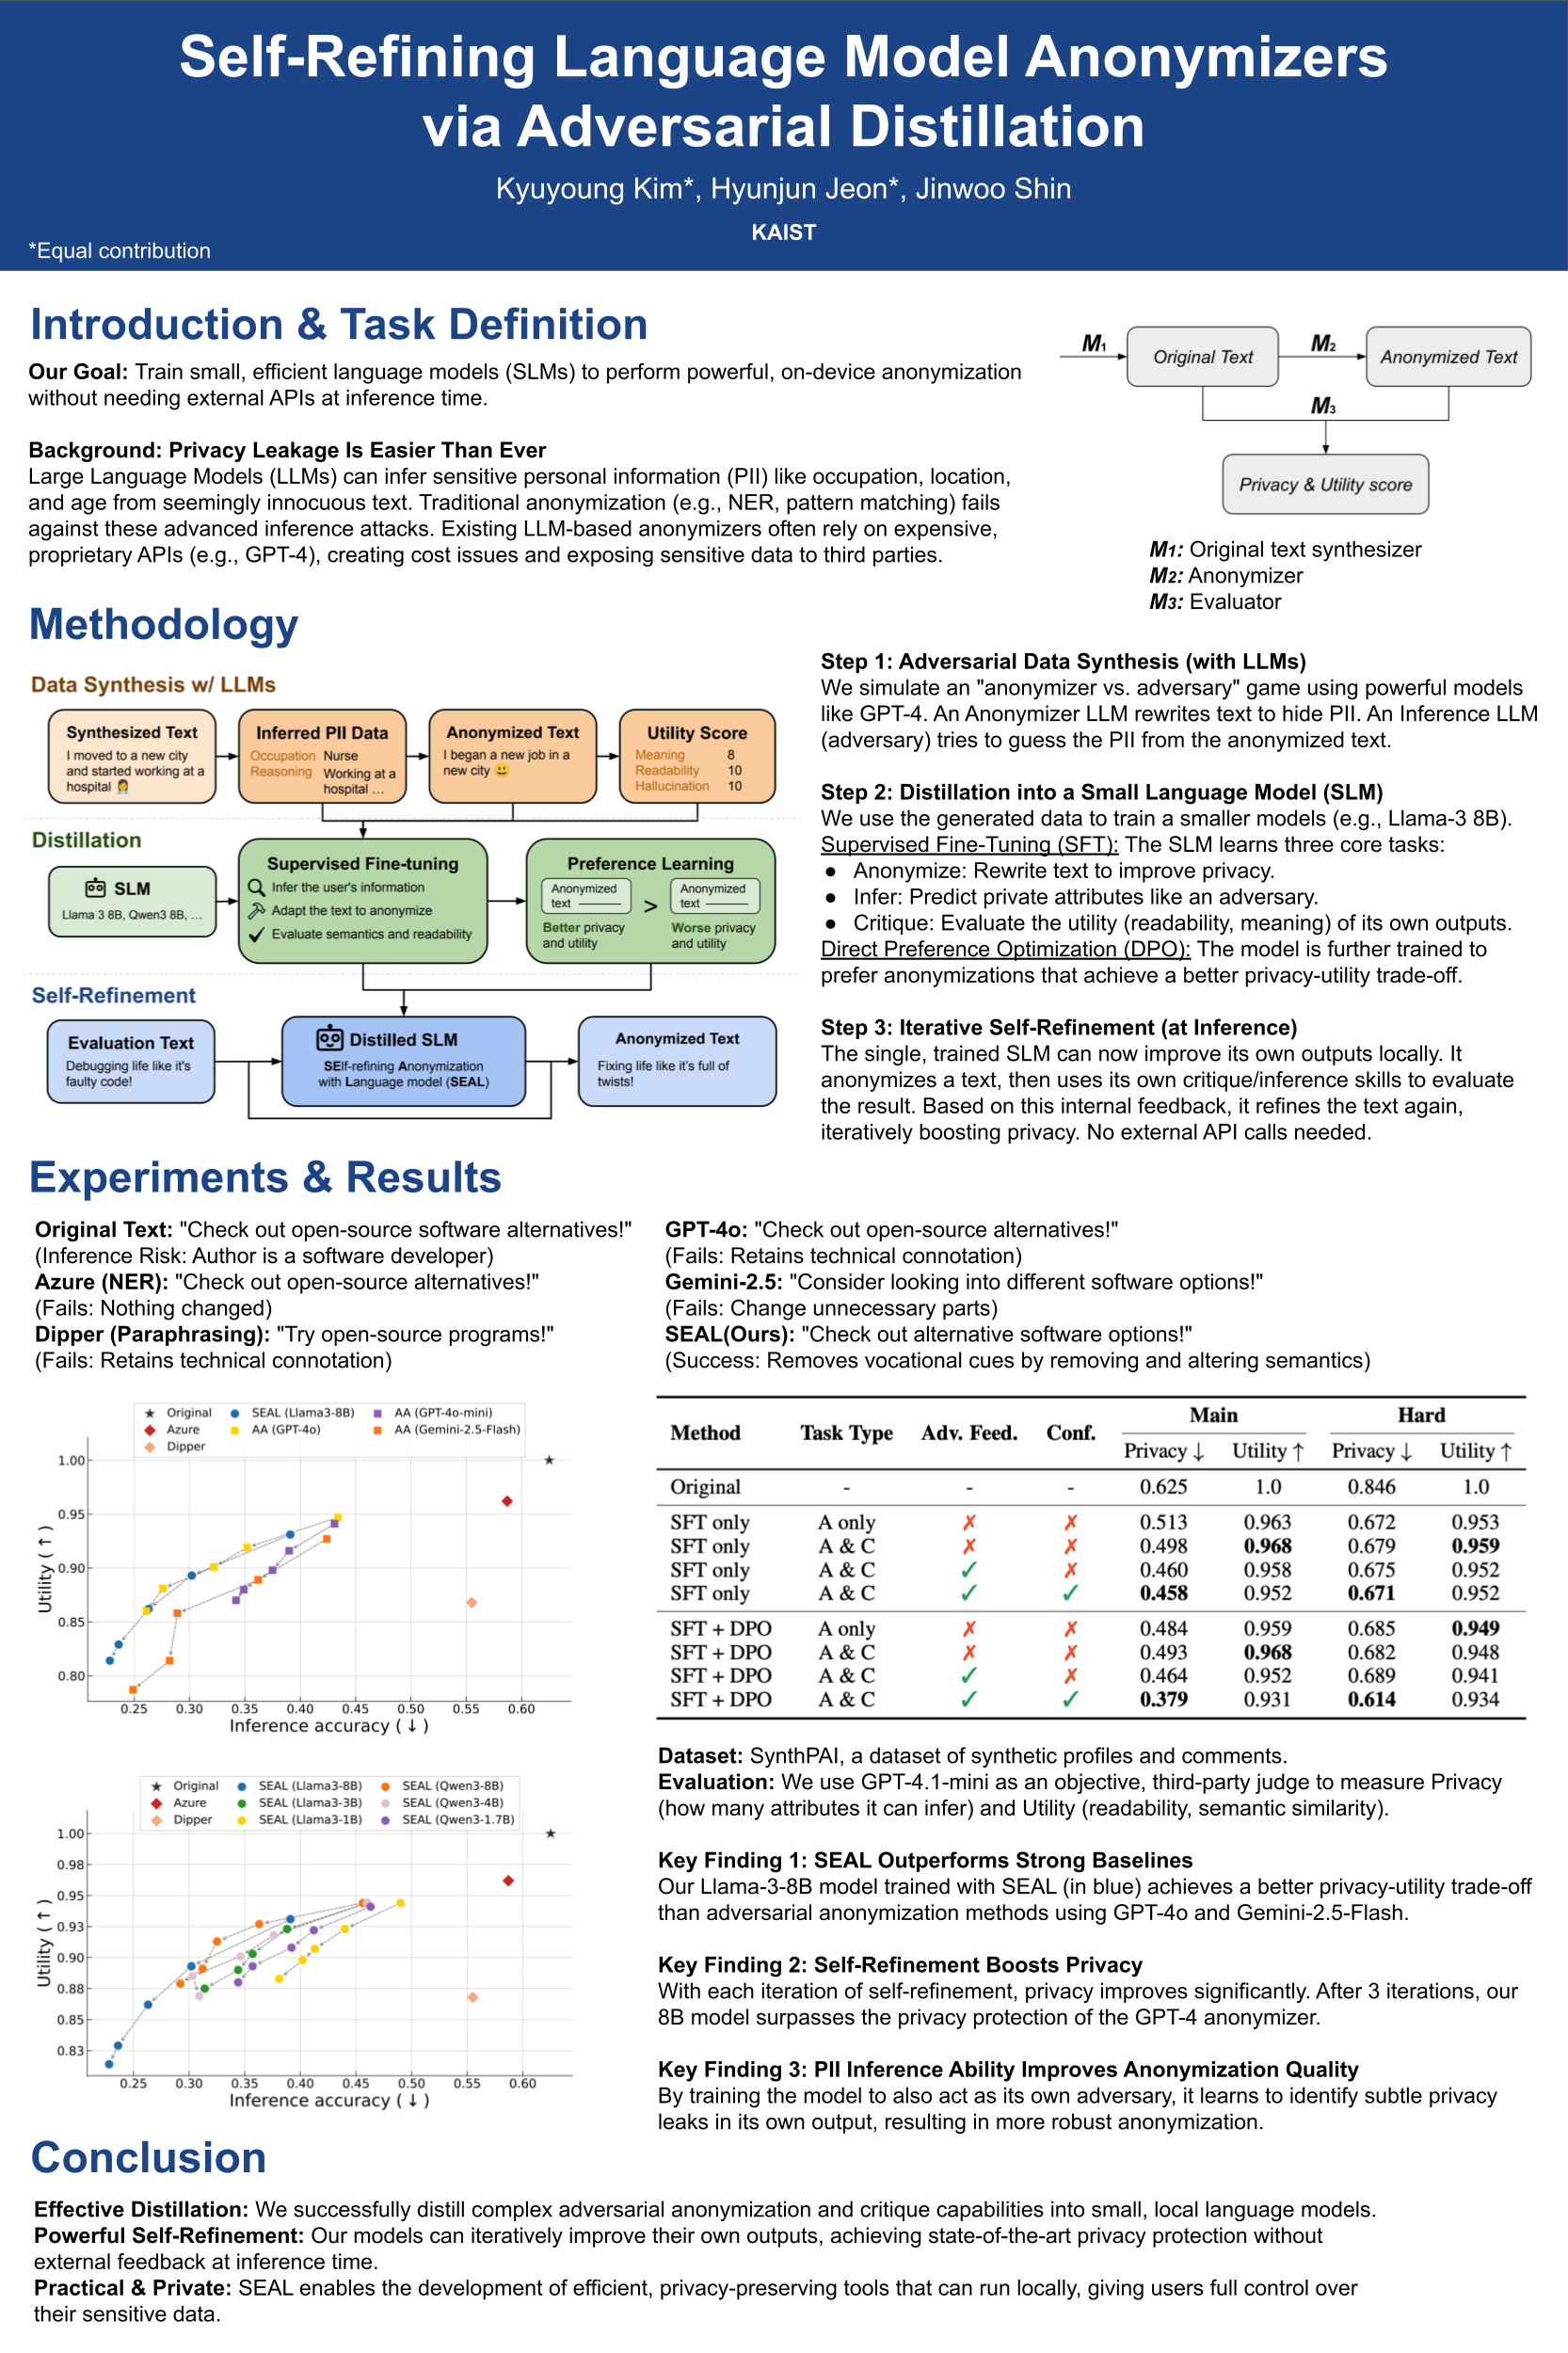 Self-Refining Language Model Anonymizers
via Adversarial Distillation
Kyuyoung Kim*, Hyunjun Jeon*, Jinwoo Shin
KAIST
*Equal contribution
Introduction & Task Definition
Our Goal: Train small, efficient language models (SLMs) to perform powerful, on-device anonymization
without needing external APIs at inference time.
Background: Privacy Leakage Is Easier Than Ever
Large Language Models (LLMs) can infer sensitive personal information (PII) like occupation, location,
and age from seemingly innocuous text. Traditional anonymization (e.g., NER, pattern matching) fails
against these advanced inference attacks. Existing LLM-based anonymizers often rely on expensive,
proprietary APIs (e.g., GPT-4), creating cost issues and exposing sensitive data to third parties.
M1
Original Text
M2
Anonymized Text
M3
Privacy & Utility score
M1: Original text synthesizer
M2: Anonymizer
M3: Evaluator
Methodology
Data Synthesis w/ LLMs
Synthesized Text
I moved to a new city
and started working at a
hospital 👩‍⚕️
Inferred PII Data
Occupation Nurse
Reasoning Working at a
hospital ...
Anonymized Text
I began a new job in a
new city 😃
Utility Score
Meaning 8
Readability 10
Hallucination 10
Distillation
SLM
Llama 3 8B, Qwen3 8B, ...
Supervised Fine-tuning
Infer the user's information
Adapt the text to anonymize
Evaluate semantics and readability
Preference Learning
Anonymized
text
>
Anonymized
text
Better privacy
and utility
Worse privacy
and utility
Self-Refinement
Evaluation Text
Debugging life like it's
faulty code!
Distilled SLM
SElf-refining Anonymization
with Language model (SEAL)
Anonymized Text
Fixing life like it's full of
twists!
Step 1: Adversarial Data Synthesis (with LLMs)
We simulate an "anonymizer vs. adversary" game using powerful models
like GPT-4. An Anonymizer LLM rewrites text to hide PII. An Inference LLM
(adversary) tries to guess the PII from the anonymized text.
Step 2: Distillation into a Small Language Model (SLM)
We use the generated data to train a smaller models (e.g., Llama-3 8B).
Supervised Fine-Tuning (SFT): The SLM learns three core tasks:
● Anonymize: Rewrite text to improve privacy.
● Infer: Predict private attributes like an adversary.
● Critique: Evaluate the utility (readability, meaning) of its own outputs.
Direct Preference Optimization (DPO): The model is further trained to
prefer anonymizations that achieve a better privacy-utility trade-off.
Step 3: Iterative Self-Refinement (at Inference)
The single, trained SLM can now improve its own outputs locally. It
anonymizes a text, then uses its own critique/inference skills to evaluate
the result. Based on this internal feedback, it refines the text again,
iteratively boosting privacy. No external API calls needed.
Experiments & Results
Original Text: "Check out open-source software alternatives!"
(Inference Risk: Author is a software developer)
Azure (NER): "Check out open-source alternatives!"
(Fails: Nothing changed)
Dipper (Paraphrasing): "Try open-source programs!"
(Fails: Retains technical connotation)
GPT-4o: "Check out open-source alternatives!"
(Fails: Retains technical connotation)
Gemini-2.5: "Consider looking into different software options!"
(Fails: Change unnecessary parts)
SEAL(Ours): "Check out alternative software options!"
(Success: Removes vocational cues by removing and altering semantics)
Original SEAL (Llama3-8B) AA (GPT-4o-mini)
Azure AA (GPT-4o) AA (Gemini-2.5-Flash)
Dipper
Utility (↑)
1.00
0.95
0.90
0.85
0.80
0.25 0.30 0.35 0.40 0.45 0.50 0.55 0.60
Inference accuracy (↓)
Original SEAL (Llama3-8B) SEAL (Qwen3-8B)
Azure SEAL (Llama3-3B) SEAL (Qwen3-4B)
Dipper SEAL (Llama3-1B) SEAL (Qwen3-1.7B)
Utility (↑)
1.00
0.98
0.95
0.93
0.90
0.88
0.85
0.83
0.25 0.30 0.35 0.40 0.45 0.50 0.55 0.60
Inference accuracy (↓)
Main Hard
Method Task Type Adv. Feed. Conf. Privacy ↓ Utility ↑ Privacy ↓ Utility ↑
Original - - - 0.625 1.0 0.846 1.0
SFT only A only ✗ ✗ 0.513 0.963 0.672 0.953
SFT only A & C ✗ ✗ 0.498 0.968 0.679 0.959
SFT only A & C ✓ ✗ 0.460 0.958 0.675 0.952
SFT only A & C ✓ ✓ 0.458 0.952 0.671 0.952
SFT + DPO A only ✗ ✗ 0.484 0.959 0.685 0.949
SFT + DPO A & C ✗ ✗ 0.493 0.968 0.682 0.948
SFT + DPO A & C ✓ ✗ 0.464 0.952 0.689 0.941
SFT + DPO A & C ✓ ✓ 0.379 0.931 0.614 0.934
Dataset: SynthPAI, a dataset of synthetic profiles and comments.
Evaluation: We use GPT-4.1-mini as an objective, third-party judge to measure Privacy
(how many attributes it can infer) and Utility (readability, semantic similarity).
Key Finding 1: SEAL Outperforms Strong Baselines
Our Llama-3-8B model trained with SEAL (in blue) achieves a better privacy-utility trade-off
than adversarial anonymization methods using GPT-4o and Gemini-2.5-Flash.
Key Finding 2: Self-Refinement Boosts Privacy
With each iteration of self-refinement, privacy improves significantly. After 3 iterations, our
8B model surpasses the privacy protection of the GPT-4 anonymizer.
Key Finding 3: PII Inference Ability Improves Anonymization Quality
By training the model to also act as its own adversary, it learns to identify subtle privacy
leaks in its own output, resulting in more robust anonymization.
Conclusion
Effective Distillation: We successfully distill complex adversarial anonymization and critique capabilities into small, local language models.
Powerful Self-Refinement: Our models can iteratively improve their own outputs, achieving state-of-the-art privacy protection without
external feedback at inference time.
Practical & Private: SEAL enables the development of efficient, privacy-preserving tools that can run locally, giving users full control over
their sensitive data.